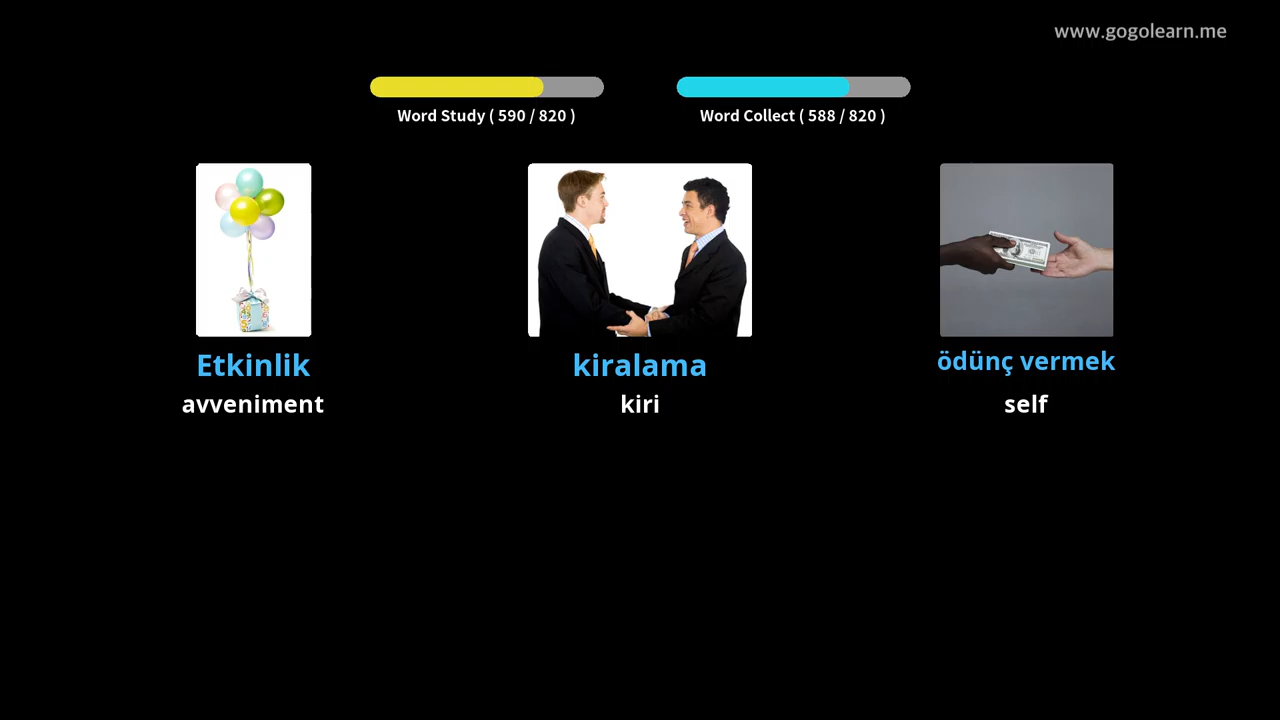 www.gogolearn.me
Word Study ( 590 / 820 )
Word Collect ( 588 / 820 )
Etkinlik
kiralama
ödünç vermek
avveniment
kiri
self